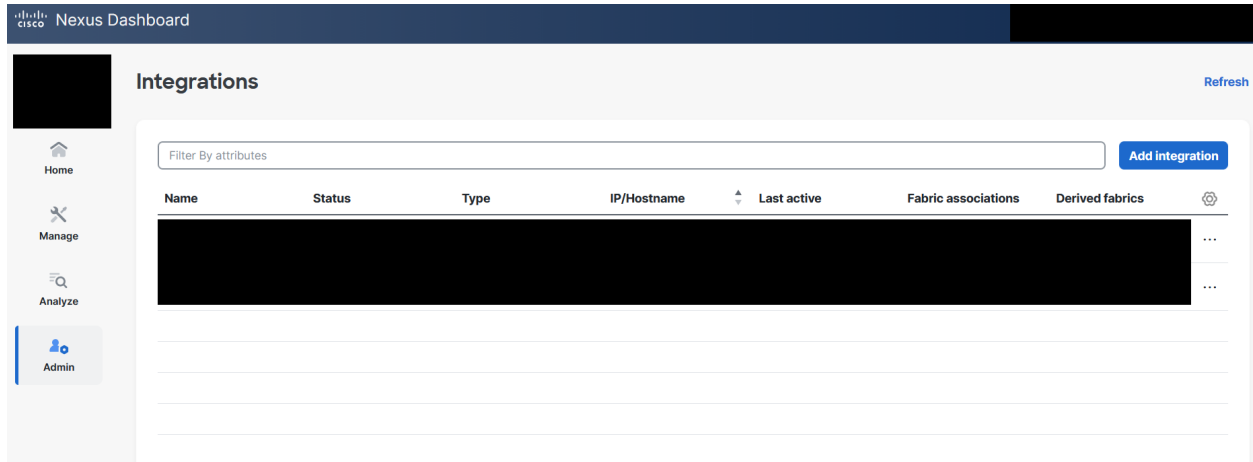 cisco Nexus Dashboard
Integrations
Refresh
Home
Manage
Analyze
Admin
Filter By attributes
Add integration
Name Status Type IP/Hostname Last active Fabric associations Derived fabrics
...
...